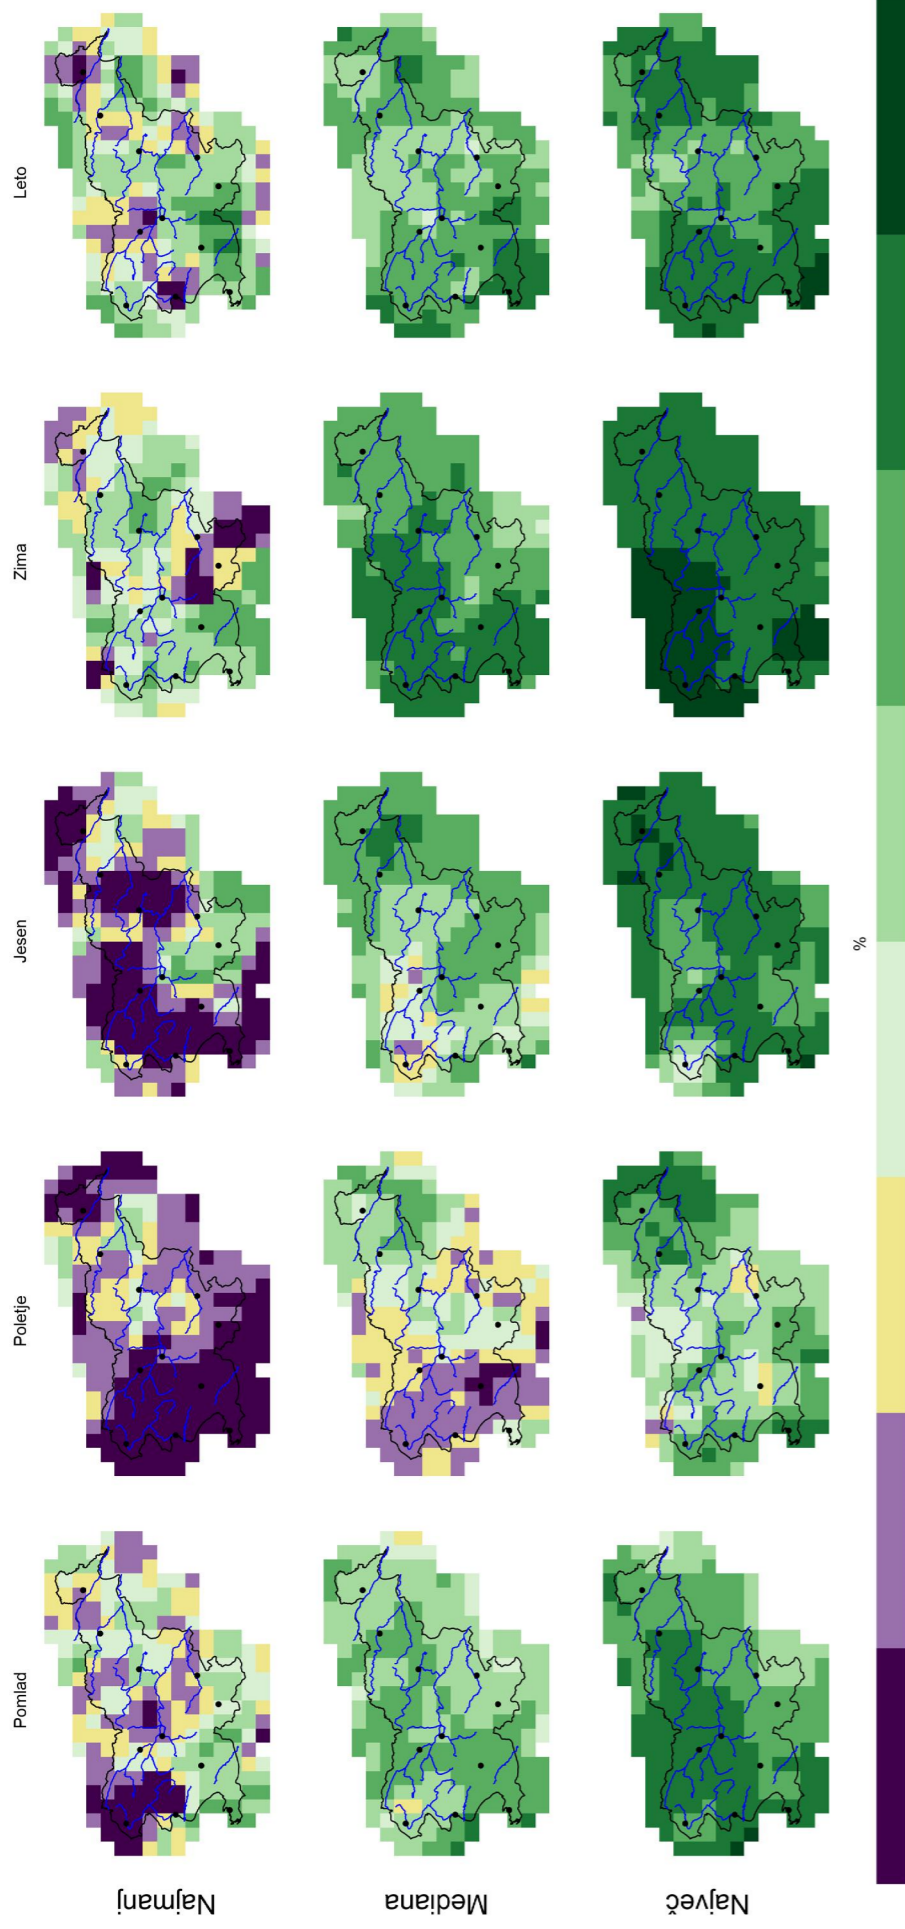 Pomlad
Poletje
Jesen
Zima
Leto
Najmanj
Mediana
Največ
%